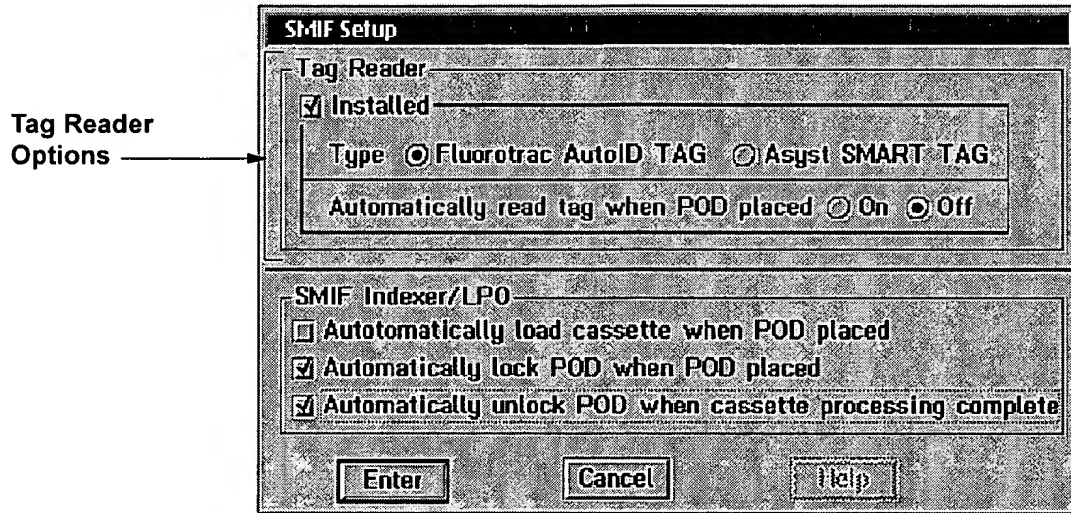 SMIF Setup
Tag Reader
Installed
Tag Reader
Options
Type Fluorotrac AutoID TAG Asyst SMART TAG
Automatically read tag when POD placed On Off
SMIF Indexer/LPO
Autotomatically load cassette when POD placed
Automatically lock POD when POD placed
Automatically unlock POD when cassette processing complete
Enter Cancel Help